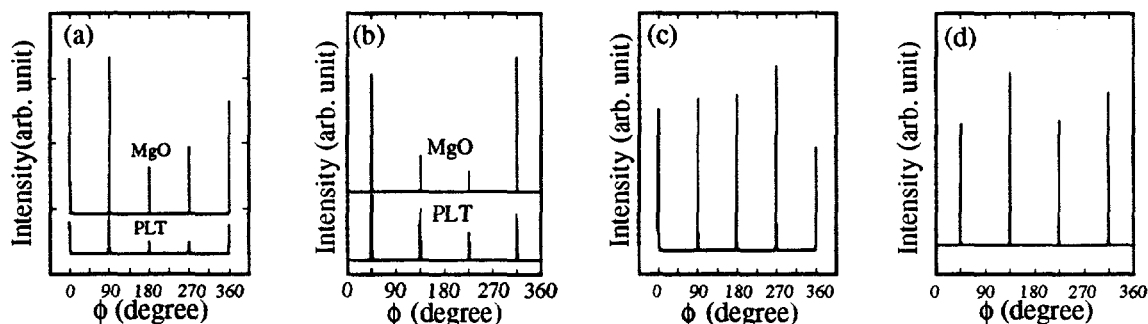 (a)
Intensity(arb. unit)
MgO
PLT
0 90 180 270 360
ϕ (degree)
(b)
Intensity (arb. unit)
MgO
PLT
0 90 180 270 360
ϕ (degree)
(c)
Intensity (arb. unit)
0 90 180 270 360
ϕ (degree)
(d)
Intensity (arb. unit)
0 90 180 270 360
ϕ (degree)